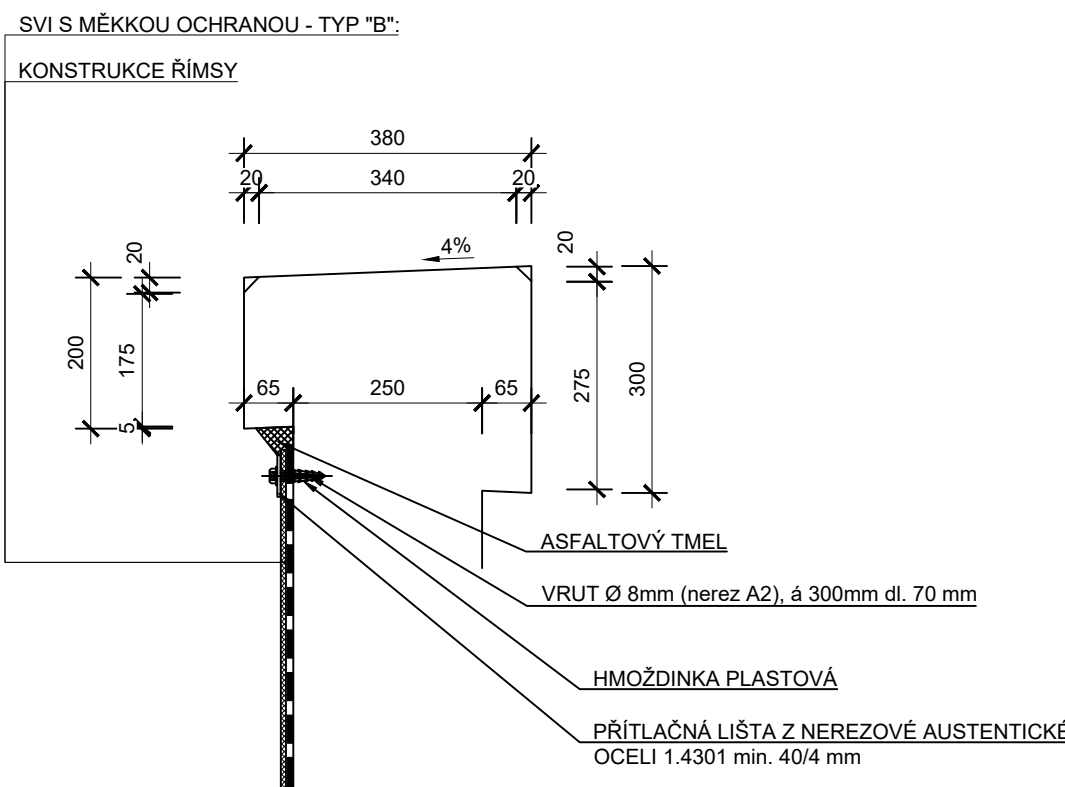 SVI S MĚKKOU OCHRANOU - TYP "B":
KONSTRUKCE ŘÍMSY
380
20 340 20
4%
20
20
200
175
5
65 250 65
275
300
ASFALTOVÝ TMEL
VRUT Ø 8mm (nerez A2), á 300mm dl. 70 mm
HMOŽDINKA PLASTOVÁ
PŘÍTLAČNÁ LIŠTA Z NEREZOVÉ AUSTENTICKÉ
OCELI 1.4301 min. 40/4 mm